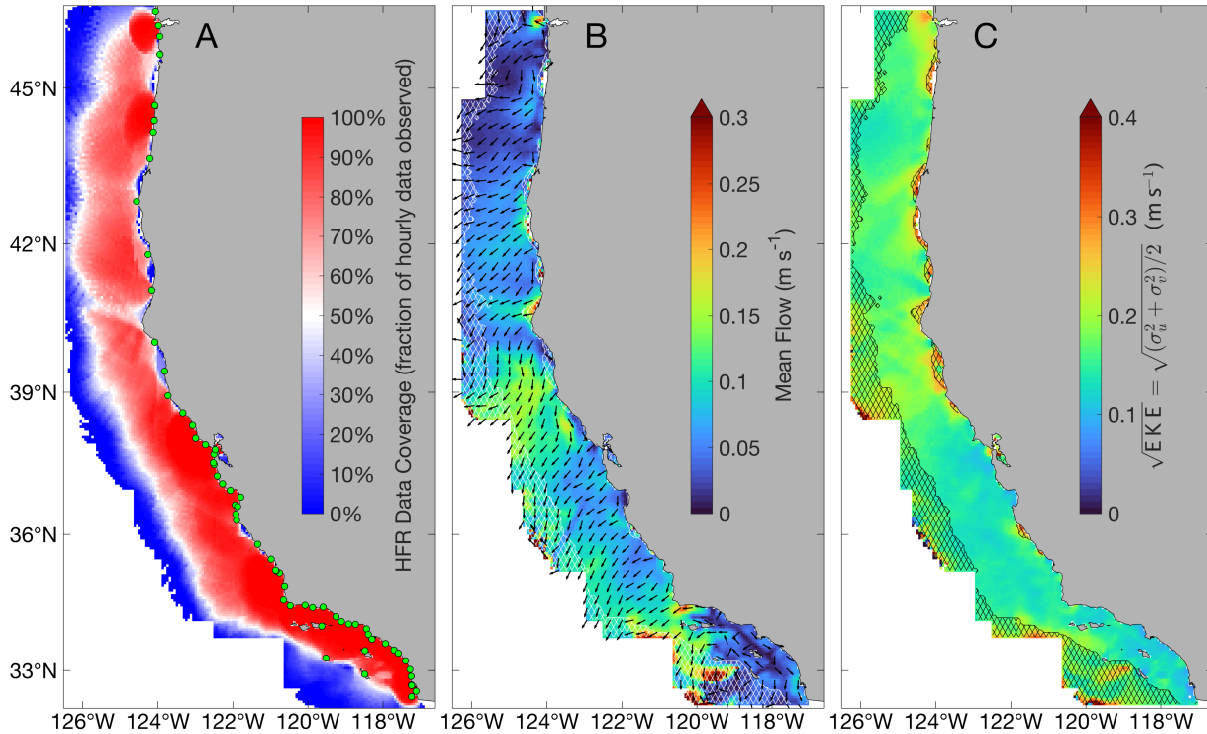 A
B
C
45°N
42°N
39°N
36°N
33°N
100%
90%
80%
70%
60%
50%
40%
30%
20%
10%
0%
HFR Data Coverage (fraction of hourly data observed)
0.3
0.25
0.2
0.15
0.1
0.05
0
Mean Flow (m s⁻¹)
0.4
0.3
0.2
0.1
0
√EKE = √(σ²ᵤ + σ²ᵥ)/2 (m s⁻¹)
126°W 124°W 122°W 120°W 118°W
126°W 124°W 122°W 120°W 118°W
126°W 124°W 122°W 120°W 118°W